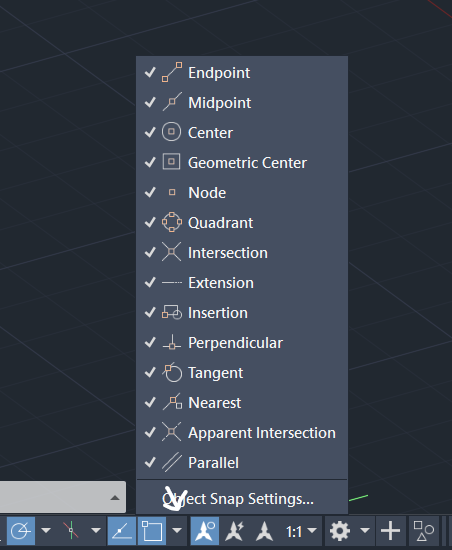 Endpoint
Midpoint
Center
Geometric Center
Node
Quadrant
Intersection
Extension
Insertion
Perpendicular
Tangent
Nearest
Apparent Intersection
Parallel
Object Snap Settings...
1:1